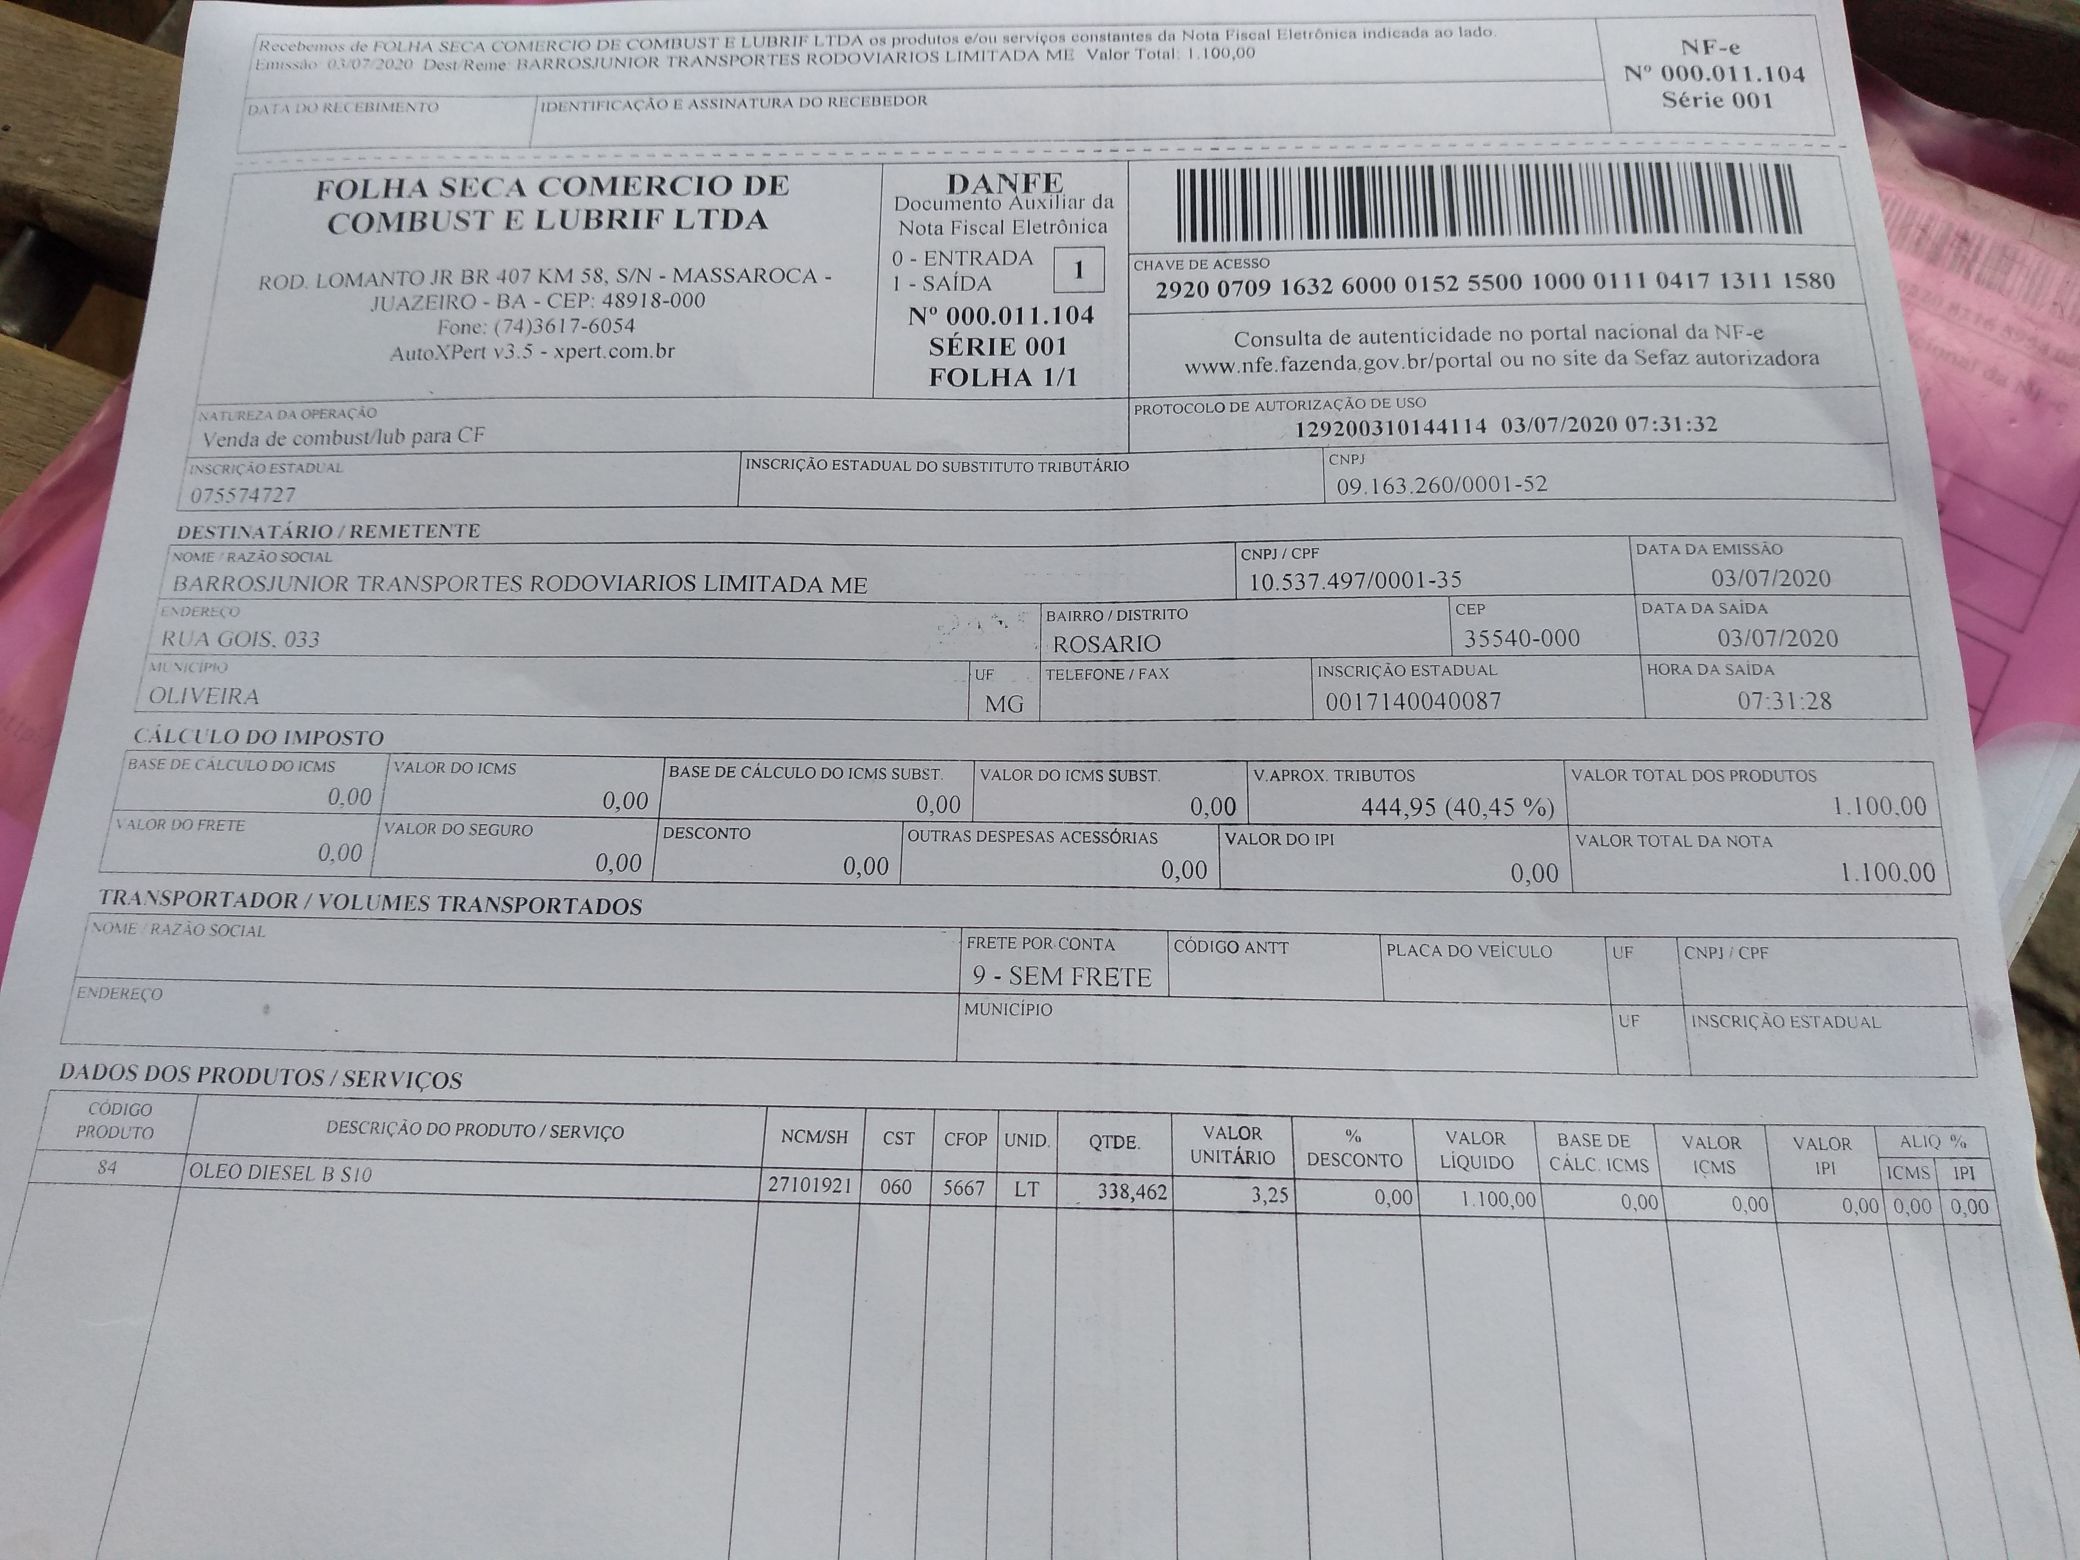 Recebemos de FOLHA SECA COMERCIO DE COMBUST E LUBRIF LTDA os produtos e/ou serviços constantes da Nota Fiscal Eletrônica indicada ao lado.
Emissão: 03/07/2020 Dest/Reme: BARROSJUNIOR TRANSPORTES RODOVIARIOS LIMITADA ME Valor Total: 1.100,00
DATA DO RECEBIMENTO
IDENTIFICAÇÃO E ASSINATURA DO RECEBEDOR
NF-e
Nº 000.011.104
Série 001
FOLHA SECA COMERCIO DE
COMBUST E LUBRIF LTDA
ROD. LOMANTO JR BR 407 KM 58, S/N - MASSAROCA -
JUAZEIRO - BA - CEP: 48918-000
Fone: (74)3617-6054
AutoXPert v3.5 - xpert.com.br
DANFE
Documento Auxiliar da
Nota Fiscal Eletrônica
0 - ENTRADA
1 - SAÍDA
1
Nº 000.011.104
SÉRIE 001
FOLHA 1/1
CHAVE DE ACESSO
2920 0709 1632 6000 0152 5500 1000 0111 0417 1311 1580
Consulta de autenticidade no portal nacional da NF-e
www.nfe.fazenda.gov.br/portal ou no site da Sefaz autorizadora
NATUREZA DA OPERAÇÃO
Venda de combust/lub para CF
PROTOCOLO DE AUTORIZAÇÃO DE USO
129200310144114 03/07/2020 07:31:32
INSCRIÇÃO ESTADUAL
075574727
INSCRIÇÃO ESTADUAL DO SUBSTITUTO TRIBUTÁRIO
CNPJ
09.163.260/0001-52
DESTINATÁRIO / REMETENTE
NOME / RAZÃO SOCIAL
BARROSJUNIOR TRANSPORTES RODOVIARIOS LIMITADA ME
CNPJ / CPF
10.537.497/0001-35
DATA DA EMISSÃO
03/07/2020
ENDEREÇO
RUA GOIS, 033
BAIRRO / DISTRITO
ROSARIO
CEP
35540-000
DATA DA SAÍDA
03/07/2020
MUNICÍPIO
OLIVEIRA
UF
MG
TELEFONE / FAX
INSCRIÇÃO ESTADUAL
0017140040087
HORA DA SAÍDA
07:31:28
CÁLCULO DO IMPOSTO
BASE DE CÁLCULO DO ICMS
0,00
VALOR DO ICMS
0,00
BASE DE CÁLCULO DO ICMS SUBST.
0,00
VALOR DO ICMS SUBST.
0,00
V.APROX. TRIBUTOS
444,95 (40,45 %)
VALOR TOTAL DOS PRODUTOS
1.100,00
VALOR DO FRETE
0,00
VALOR DO SEGURO
0,00
DESCONTO
0,00
OUTRAS DESPESAS ACESSÓRIAS
0,00
VALOR DO IPI
0,00
VALOR TOTAL DA NOTA
1.100,00
TRANSPORTADOR / VOLUMES TRANSPORTADOS
NOME / RAZÃO SOCIAL
FRETE POR CONTA
9 - SEM FRETE
CÓDIGO ANTT
PLACA DO VEÍCULO
UF
CNPJ / CPF
ENDEREÇO
MUNICÍPIO
UF
INSCRIÇÃO ESTADUAL
DADOS DOS PRODUTOS / SERVIÇOS
CÓDIGO PRODUTO DESCRIÇÃO DO PRODUTO / SERVIÇO NCM/SH CST CFOP UNID. QTDE. VALOR UNITÁRIO % DESCONTO VALOR LÍQUIDO BASE DE CÁLC. ICMS VALOR ICMS VALOR IPI ALIQ % ICMS IPI
84 OLEO DIESEL B S10 27101921 060 5667 LT 338,462 3,25 0,00 1.100,00 0,00 0,00 0,00 0,00 0,00